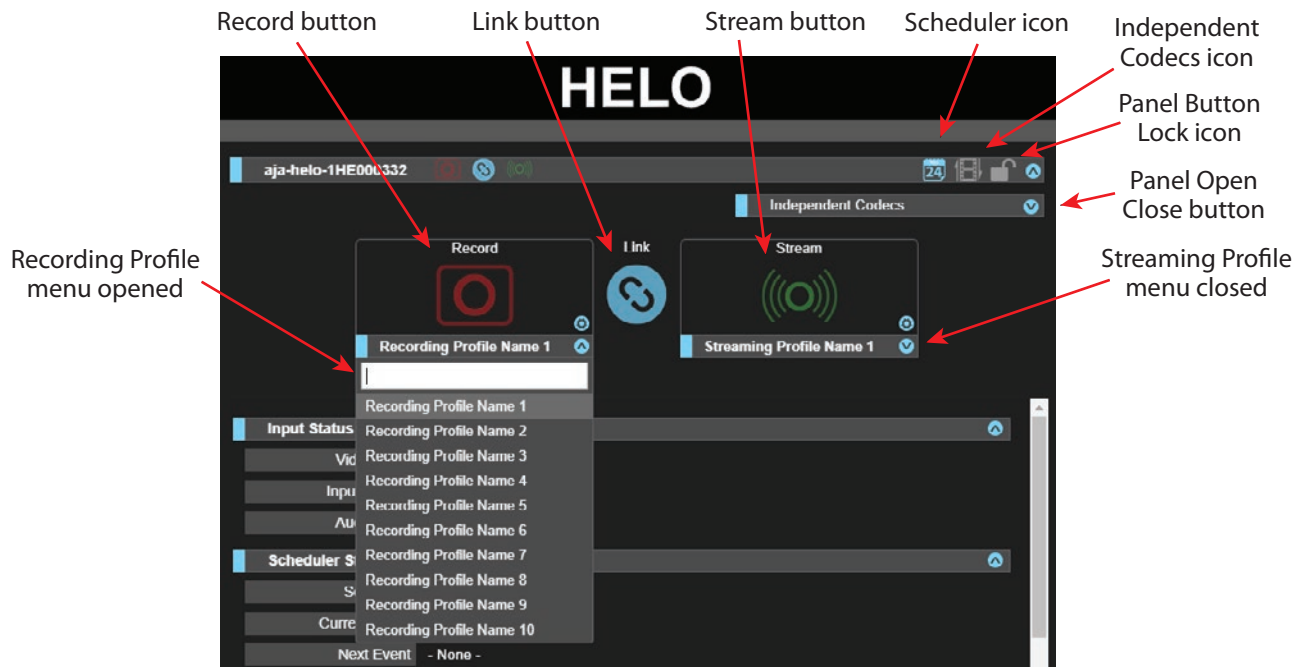 Record button
Link button
Stream button
Scheduler icon
Independent
Codecs icon
Panel Button
Lock icon
Panel Open
Close button
Streaming Profile
menu closed
Recording Profile
menu opened
HELO
aja-helo-1HE000332
24
Independent Codecs
Record
Link
Stream
Recording Profile Name 1
Streaming Profile Name 1
Recording Profile Name 1
Input Status
Recording Profile Name 2
Vid
Recording Profile Name 3
Recording Profile Name 4
Inpu
Recording Profile Name 5
Au
Recording Profile Name 6
Scheduler S
Recording Profile Name 7
Recording Profile Name 8
S
Recording Profile Name 9
Curre
Recording Profile Name 10
Next Event - None -